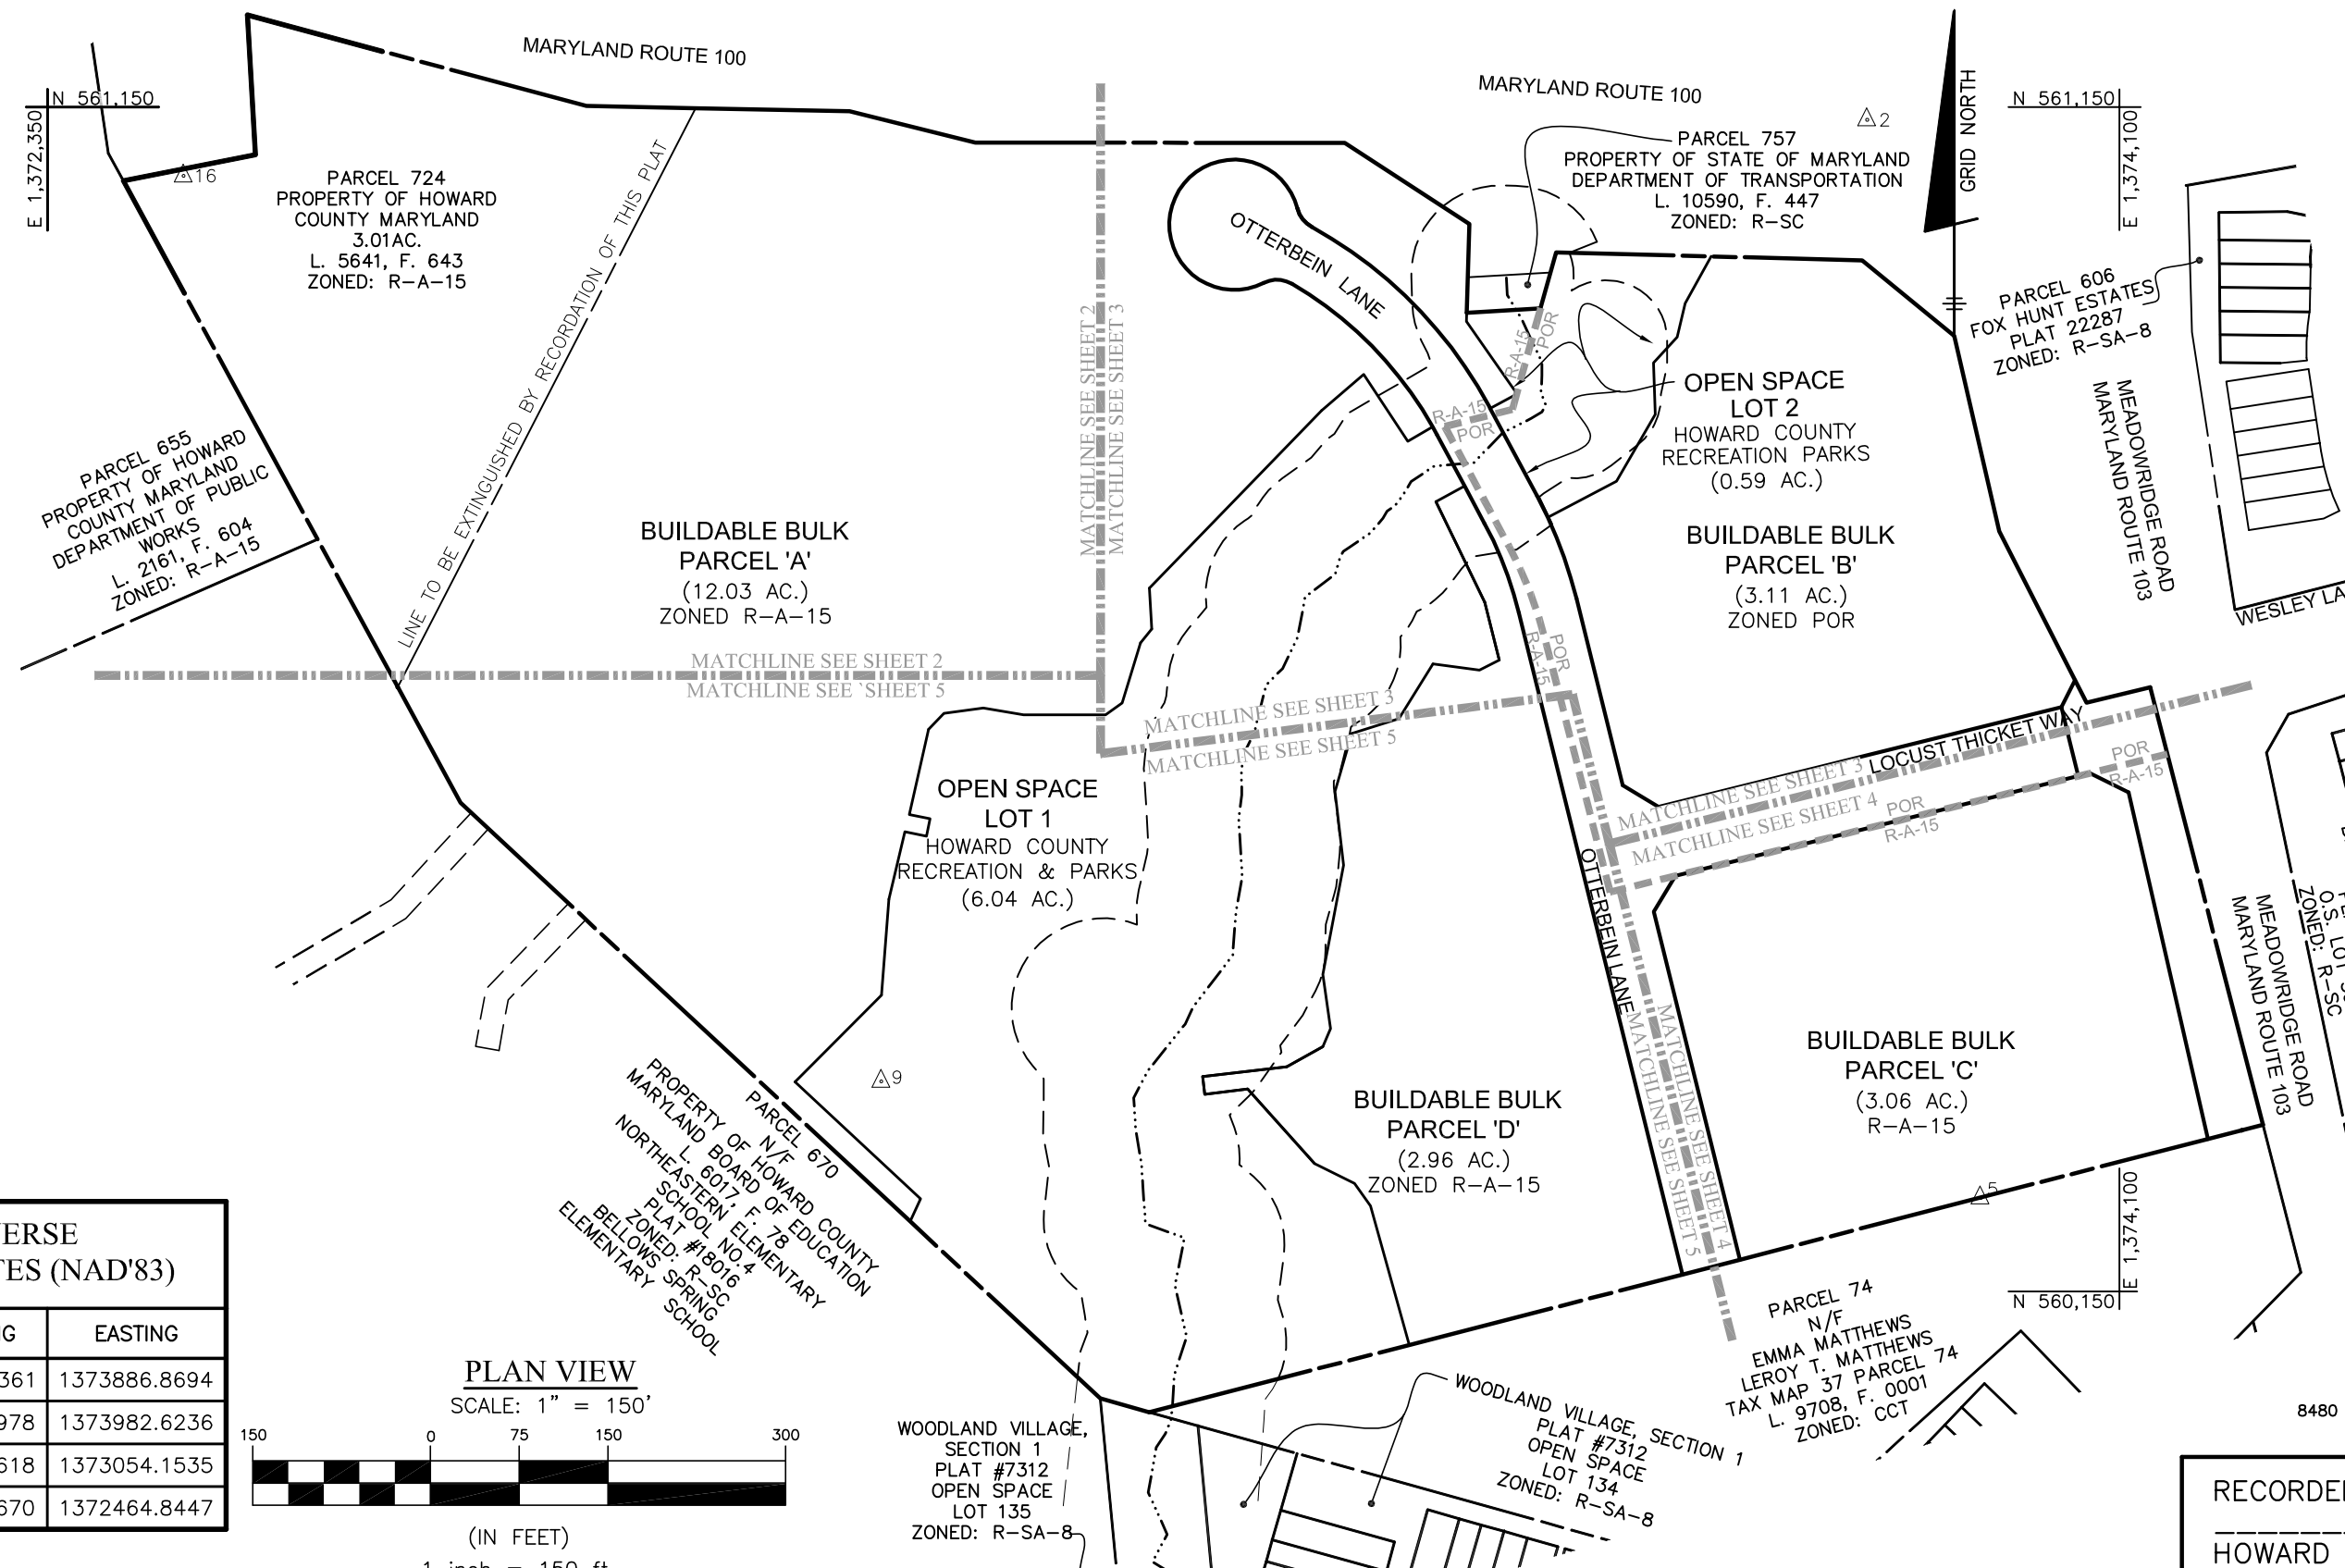 MARYLAND ROUTE 100
MARYLAND ROUTE 100
N 561,150
E 1,372,350
16
PARCEL 724
PROPERTY OF HOWARD
COUNTY MARYLAND
3.01AC.
L. 5641, F. 643
ZONED: R-A-15
LINE TO BE EXTINGUISHED BY RECORDATION OF THIS PLAT
OTTERBEIN LANE
PARCEL 757
PROPERTY OF STATE OF MARYLAND
DEPARTMENT OF TRANSPORTATION
L. 10590, F. 447
ZONED: R-SC
2
GRID NORTH
N 561,150
E 1,374,100
PARCEL 606
FOX HUNT ESTATES
PLAT 22287
ZONED: R-SA-8
MEADOWRIDGE ROAD
MARYLAND ROUTE 103
WESLEY LA
MATCHLINE SEE SHEET 2
MATCHLINE SEE SHEET 3
R-A-15
POR
R-A-15
POR
OPEN SPACE
LOT 2
HOWARD COUNTY
RECREATION PARKS
(0.59 AC.)
PARCEL 655
PROPERTY OF HOWARD
COUNTY MARYLAND
DEPARTMENT OF PUBLIC
WORKS
L. 2161, F. 604
ZONED: R-A-15
BUILDABLE BULK
PARCEL 'A'
(12.03 AC.)
ZONED R-A-15
BUILDABLE BULK
PARCEL 'B'
(3.11 AC.)
ZONED POR
POR
R-A-15
MATCHLINE SEE SHEET 2
MATCHLINE SEE `SHEET 5
MATCHLINE SEE SHEET 3
MATCHLINE SEE SHEET 5
LOCUST THICKET WAY
MATCHLINE SEE SHEET 3
MATCHLINE SEE SHEET 4
POR
R-A-15
POR
R-A-15
OPEN SPACE
LOT 1
HOWARD COUNTY
RECREATION & PARKS
(6.04 AC.)
OTTERBEIN LANE
O.S. LOT
ZONED: R-SC
MEADOWRIDGE ROAD
MARYLAND ROUTE 103
MATCHLINE SEE SHEET 4
MATCHLINE SEE SHEET 5
9
BUILDABLE BULK
PARCEL 'C'
(3.06 AC.)
R-A-15
BUILDABLE BULK
PARCEL 'D'
(2.96 AC.)
ZONED R-A-15
PARCEL 670
N/F
PROPERTY OF HOWARD COUNTY
MARYLAND BOARD OF EDUCATION
L. 6017, F. 78
NORTHEASTERN ELEMENTARY
SCHOOL NO.4
PLAT #18016
ZONED: R-SC
BELLOWS SPRING
ELEMENTARY SCHOOL
5
E 1,374,100
N 560,150
PARCEL 74
N/F
EMMA MATTHEWS
LEROY T. MATTHEWS
TAX MAP 37 PARCEL 74
L. 9708, F. 0001
ZONED: CCT
ERSE
TES (NAD'83)
G EASTING
361 1373886.8694
978 1373982.6236
618 1373054.1535
670 1372464.8447
PLAN VIEW
SCALE: 1" = 150'
150 0 75 150 300
(IN FEET)
1 inch = 150 ft
WOODLAND VILLAGE,
SECTION 1
PLAT #7312
OPEN SPACE
LOT 135
ZONED: R-SA-8
WOODLAND VILLAGE, SECTION 1
PLAT #7312
OPEN SPACE
LOT 134
ZONED: R-SA-8
8480
RECORDE
HOWARD